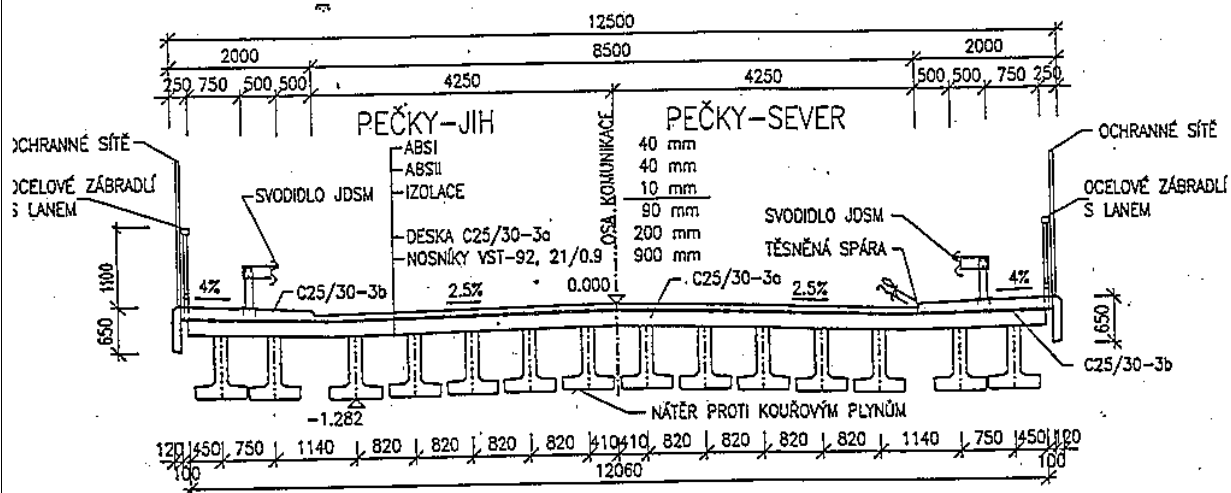 12500
2000 8500 2000
250 750 500 500 4250 4250 500 500 750 250
PEČKY-JIH PEČKY-SEVER
OSA KOMUNIKACE
OCHRANNÉ SÍTĚ
OCELOVÉ ZÁBRADLÍ
S LANEM
SVODIDLO JDSM
ABSI 40 mm
ABSII 40 mm
IZOLACE 10 mm
90 mm
DESKA C25/30-3a 200 mm
NOSNÍKY VST-92, 21/0.9 900 mm
SVODIDLO JDSM
TĚSNĚNÁ SPÁRA
OCHRANNÉ SÍTĚ
OCELOVÉ ZÁBRADLÍ
S LANEM
1100
650
4% C25/30-3b 2.5% 0.000 C25/30-3a 2.5% 20 4%
650
C25/30-3b
-1.282
NÁTĚR PROTI KOUŘOVÝM PLYNŮM
120 450 750 1140 820 820 820 820 410 410 820 820 820 820 1140 750 450 120
100 12060 100